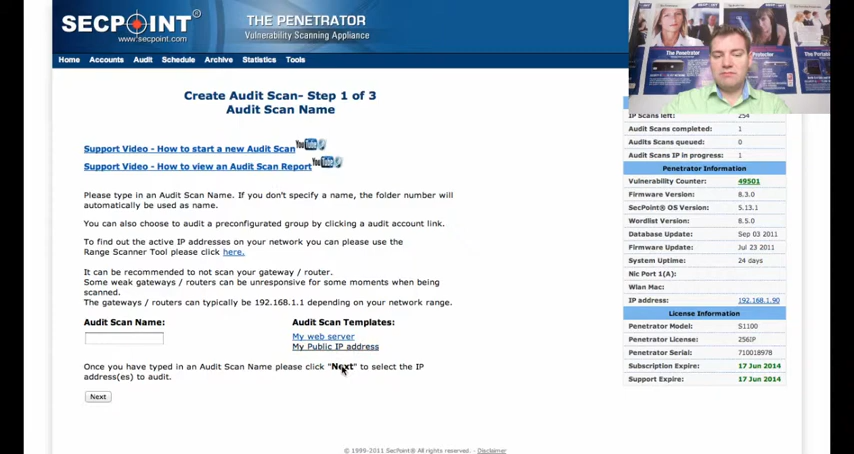 SECPOINT®
www.secpoint.com
THE PENETRATOR
Vulnerability Scanning Appliance
Home Accounts Audit Schedule Archive Statistics Tools
Create Audit Scan- Step 1 of 3
Audit Scan Name
Support Video - How to start a new Audit Scan YouTube
Support Video - How to view an Audit Scan Report YouTube
Please type in an Audit Scan Name. If you don't specify a name, the folder number will
automatically be used as name.
You can also choose to audit a preconfigurated group by clicking a audit account link.
To find out the active IP addresses on your network you can please use the
Range Scanner Tool please click here.
It can be recommended to not scan your gateway / router.
Some weak gateways / routers can be unresponsive for some moments when being
scanned.
The gateways / routers can typically be 192.168.1.1 depending on your network range.
Audit Scan Name:
Audit Scan Templates:
My web server
My Public IP address
Once you have typed in an Audit Scan Name please click "Next" to select the IP
address(es) to audit.
Next
IP Scans left: 254
Audit Scans completed: 1
Audits Scans queued: 0
Audit Scans IP in progress: 1
Penetrator Information
Vulnerability Counter: 49501
Firmware Version: 8.3.0
SecPoint® OS Version: 5.13.1
Wordlist Version: 8.5.0
Database Update: Sep 03 2011
Firmware Update: Jul 23 2011
System Uptime: 24 days
Nic Port 1(A):
Wlan Mac:
IP address: 192.168.1.90
License Information
Penetrator Model: S1100
Penetrator License: 256IP
Penetrator Serial: 710018978
Subscription Expire: 17 Jun 2014
Support Expire: 17 Jun 2014
© 1999-2011 SecPoint® All rights reserved. - Disclaimer
The Penetrator
Protector
The Portable